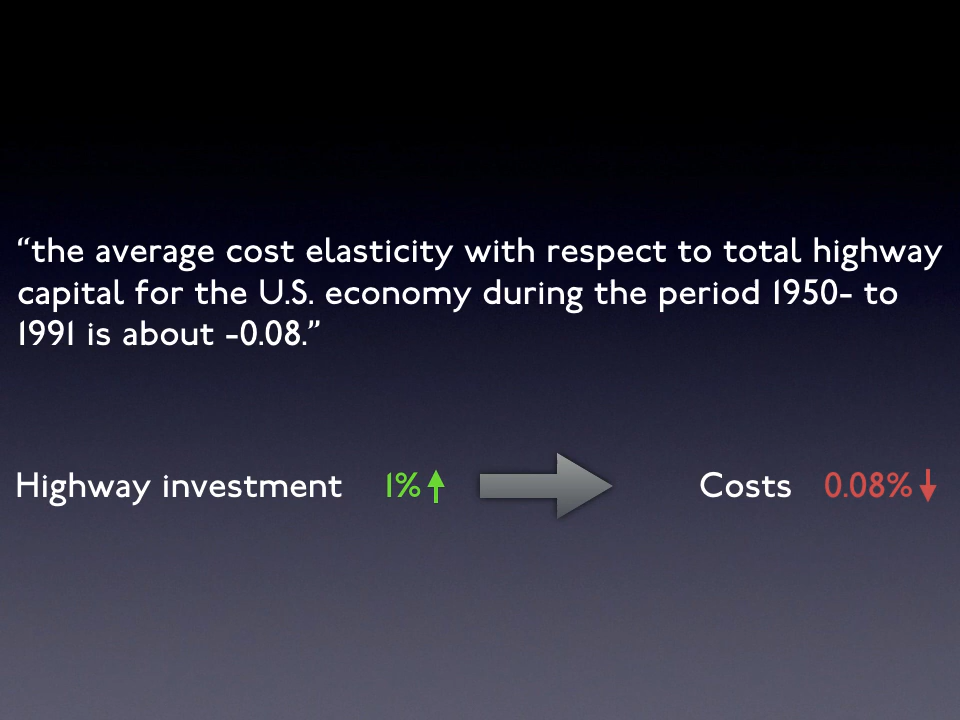 “the average cost elasticity with respect to total highway
capital for the U.S. economy during the period 1950- to
1991 is about -0.08.”
Highway investment 1% Costs 0.08%